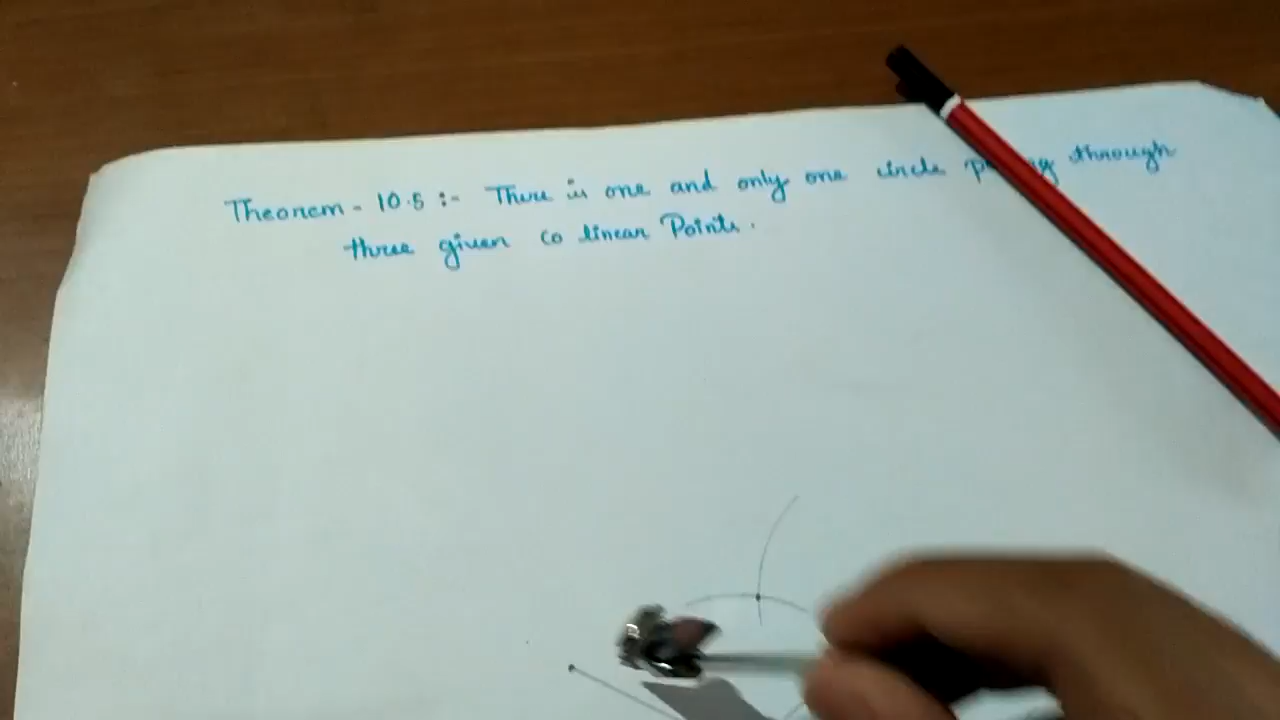 Theorem - 10.5 :- There is one and only one circle through
three given co linear Points.